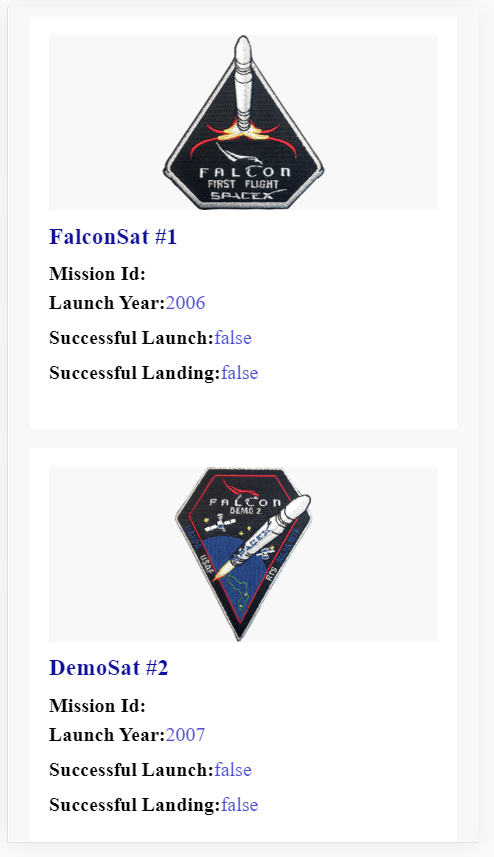 FALCON
FIRST FLIGHT
SPACEX
FalconSat #1
Mission Id:
Launch Year:2006
Successful Launch:false
Successful Landing:false
FALCON
DEMO 2
SPACEX
USAF
RTS
DemoSat #2
Mission Id:
Launch Year:2007
Successful Launch:false
Successful Landing:false